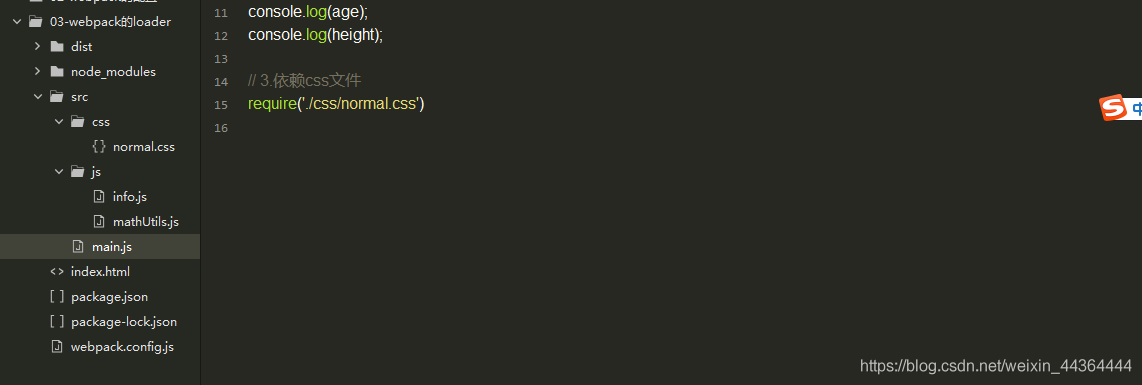 03-webpack的loader
dist
node_modules
src
css
normal.css
js
info.js
mathUtils.js
main.js
index.html
package.json
package-lock.json
webpack.config.js
11 console.log(age);
12 console.log(height);
13
14 // 3.依赖css文件
15 require('./css/normal.css')
16
S
https://blog.csdn.net/weixin_44364444